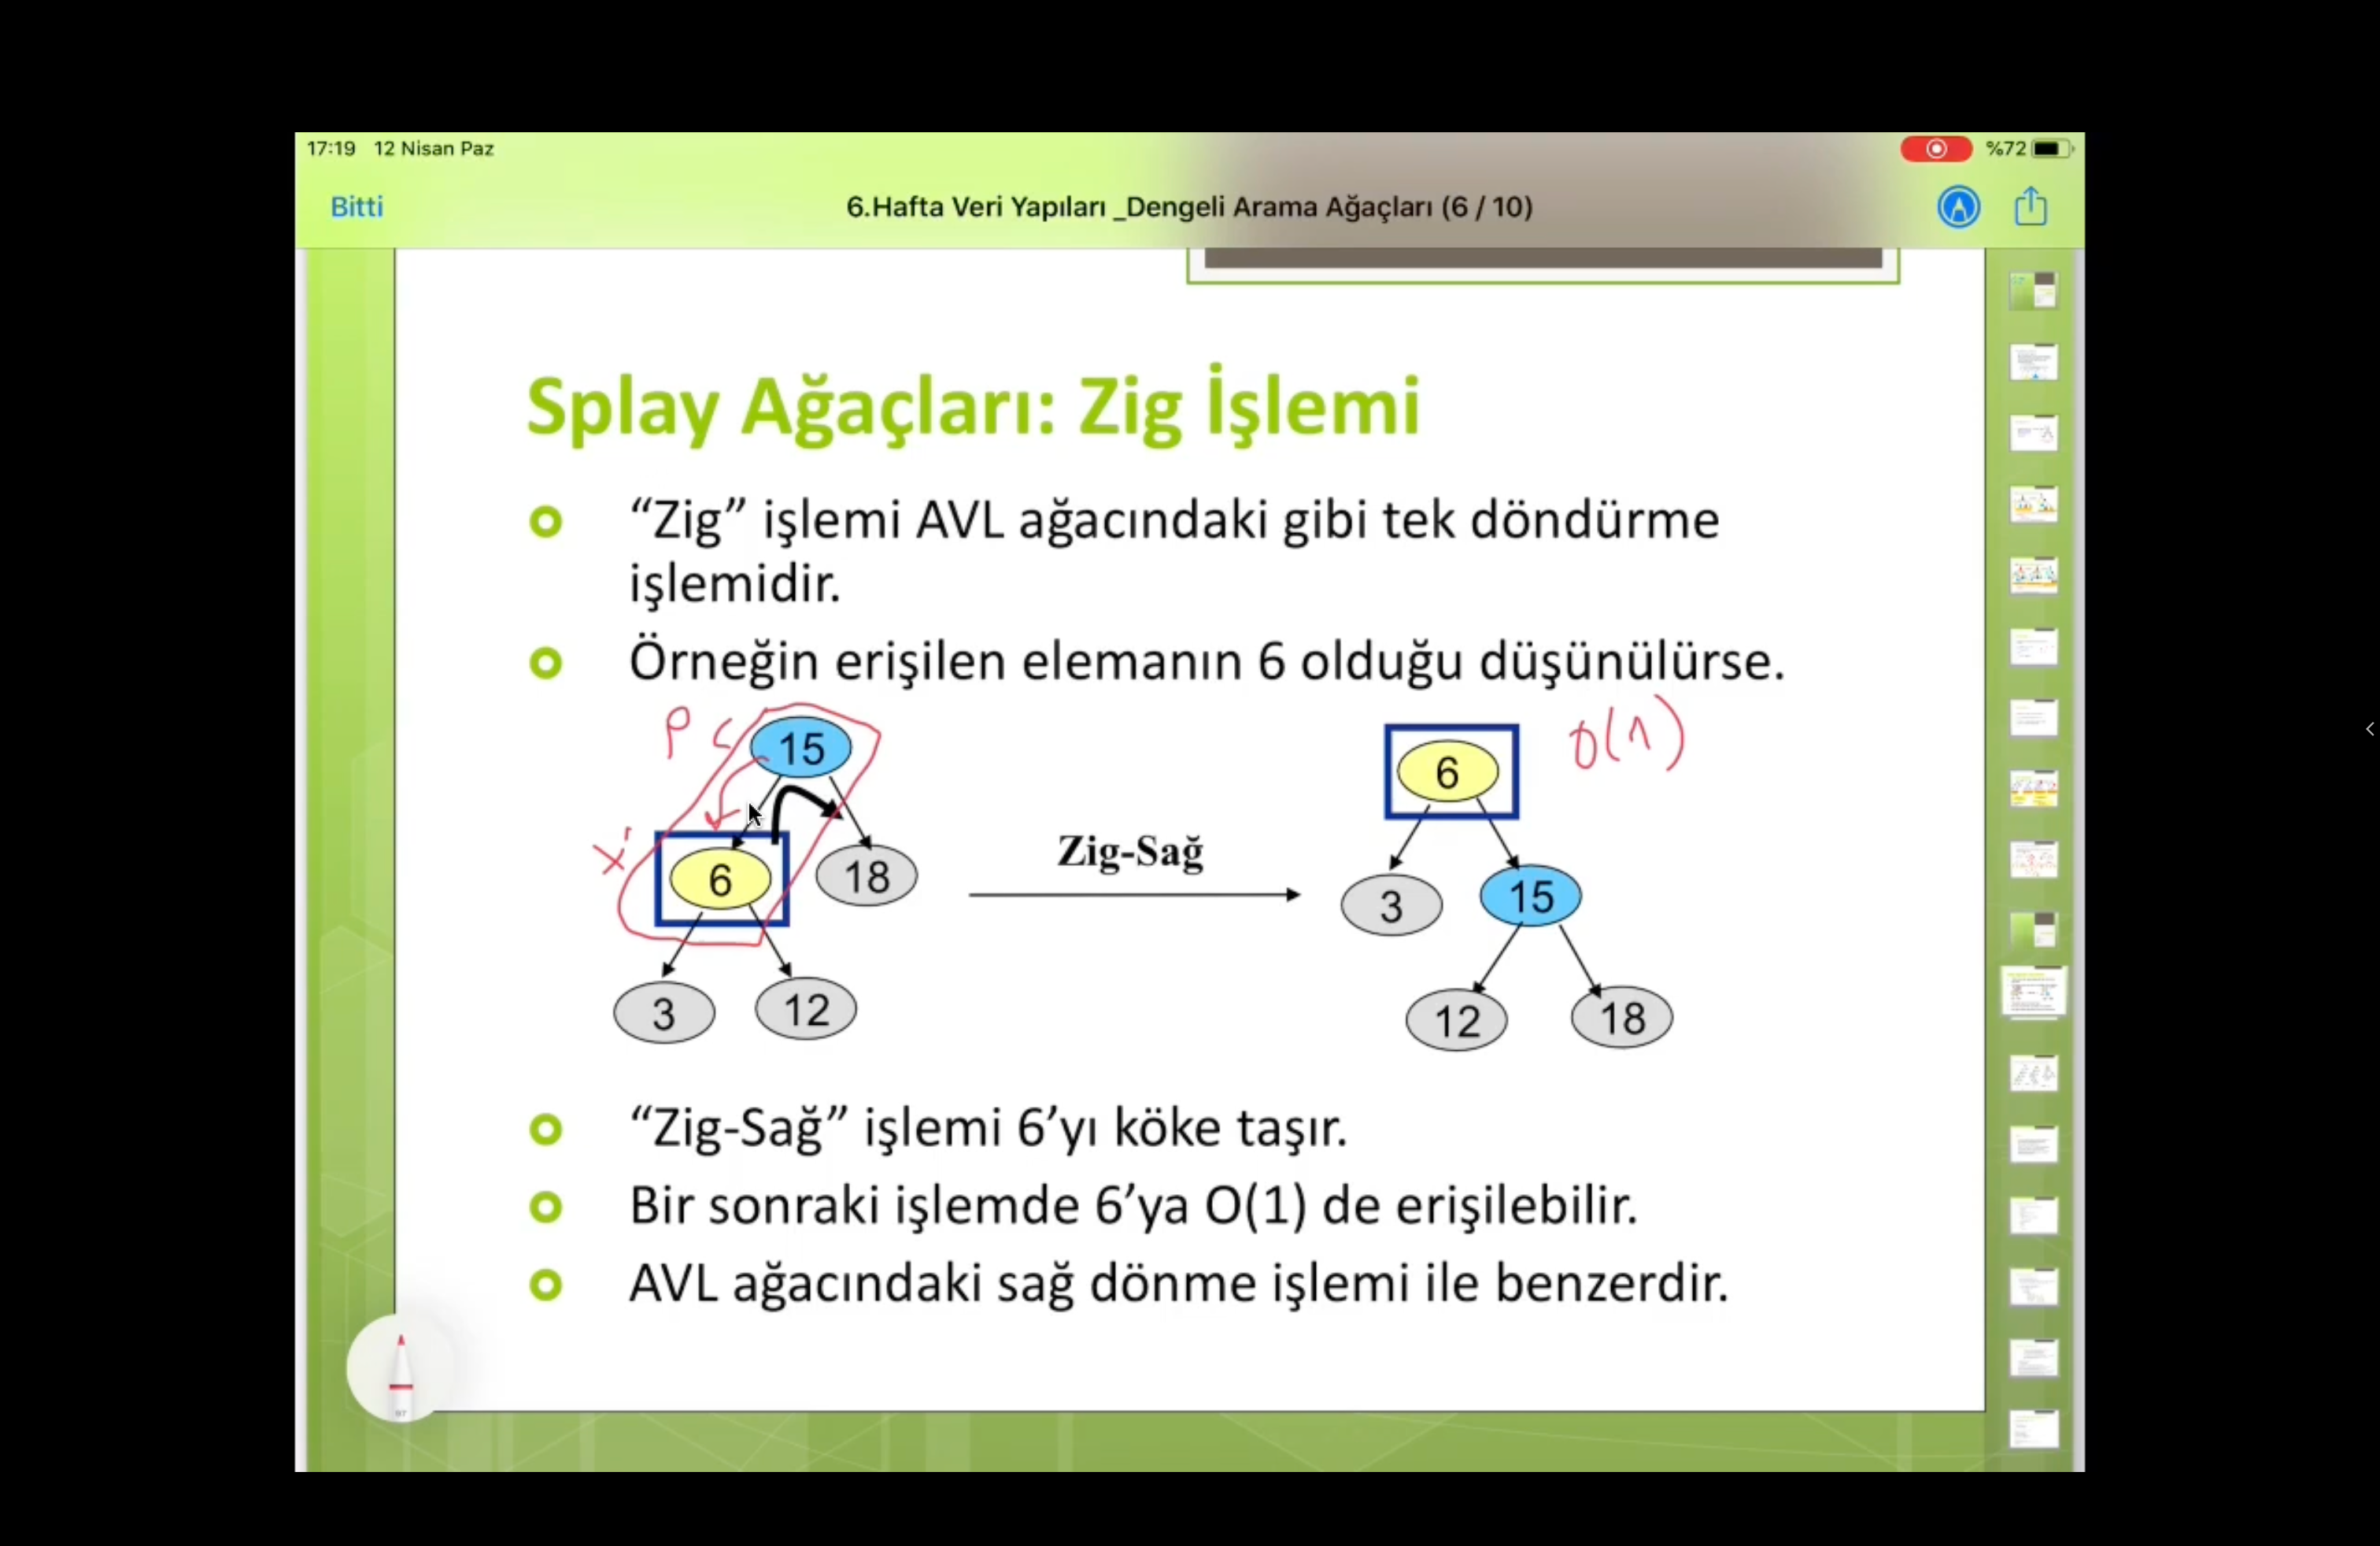 17:19 12 Nisan Paz
%72
Bitti
6.Hafta Veri Yapıları _Dengeli Arama Ağaçları (6 / 10)
Splay Ağaçları: Zig İşlemi
“Zig” işlemi AVL ağacındaki gibi tek döndürme
işlemidir.
Örneğin erişilen elemanın 6 olduğu düşünülürse.
P
15
6
O(1)
X
6
18
Zig-Sağ
3
15
3
12
12
18
“Zig-Sağ” işlemi 6’yı köke taşır.
Bir sonraki işlemde 6’ya O(1) de erişilebilir.
AVL ağacındaki sağ dönme işlemi ile benzerdir.
97